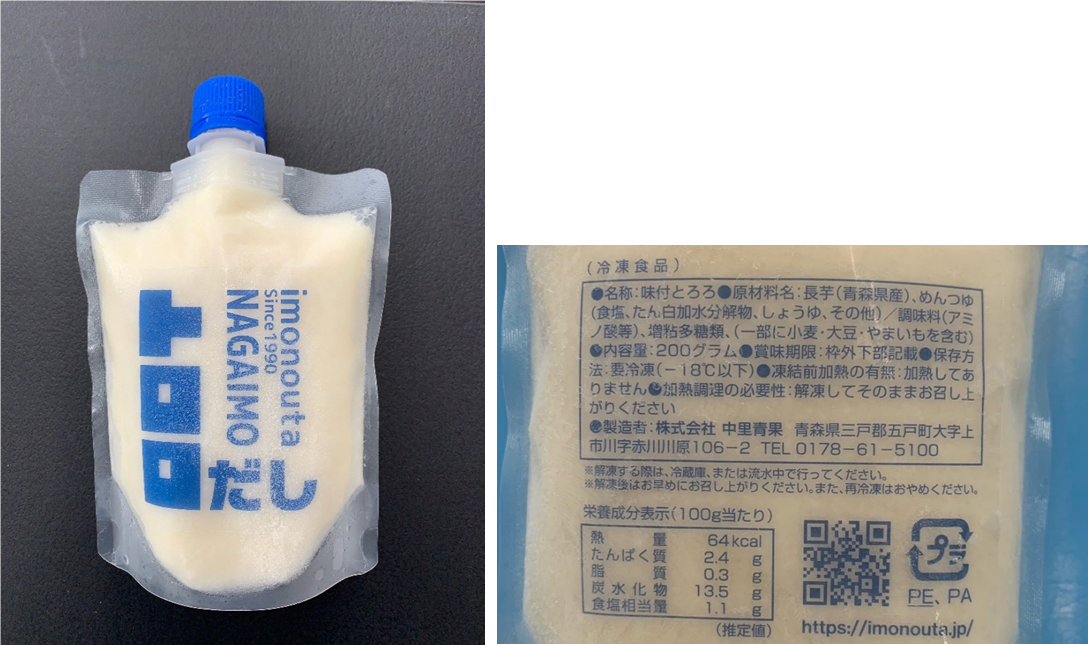 imonouta
Since1990
NAGAIMO だし
トロロ
(冷凍食品)
●名称:味付とろろ●原材料名:長芋(青森県産)、めんつゆ
(食塩、たん白加水分解物、しょうゆ、その他)/調味料(アミ
ノ酸等)、増粘多糖類、(一部に小麦・大豆・やまいもを含む)
●内容量:200グラム●賞味期限:枠外下部記載●保存方
法:要冷凍(-18℃以下)●凍結前加熱の有無:加熱してあ
りません●加熱調理の必要性:解凍してそのままお召し上
がりください
●製造者:株式会社 中里青果 青森県三戸郡五戸町大字上
市川字赤川川原106-2 TEL0178-61-5100
※解凍する際は、冷蔵庫、または流水中で行ってください。
※解凍後はお早めにお召し上がりください。また、再冷凍はおやめください。
栄養成分表示(100g当たり)
熱量 64kcal
たんぱく質 2.4 g
脂質 0.3 g
炭水化物 13.5 g
食塩相当量 1.1 g
(推定値)
プラ
PE、PA
https://imonouta.jp/